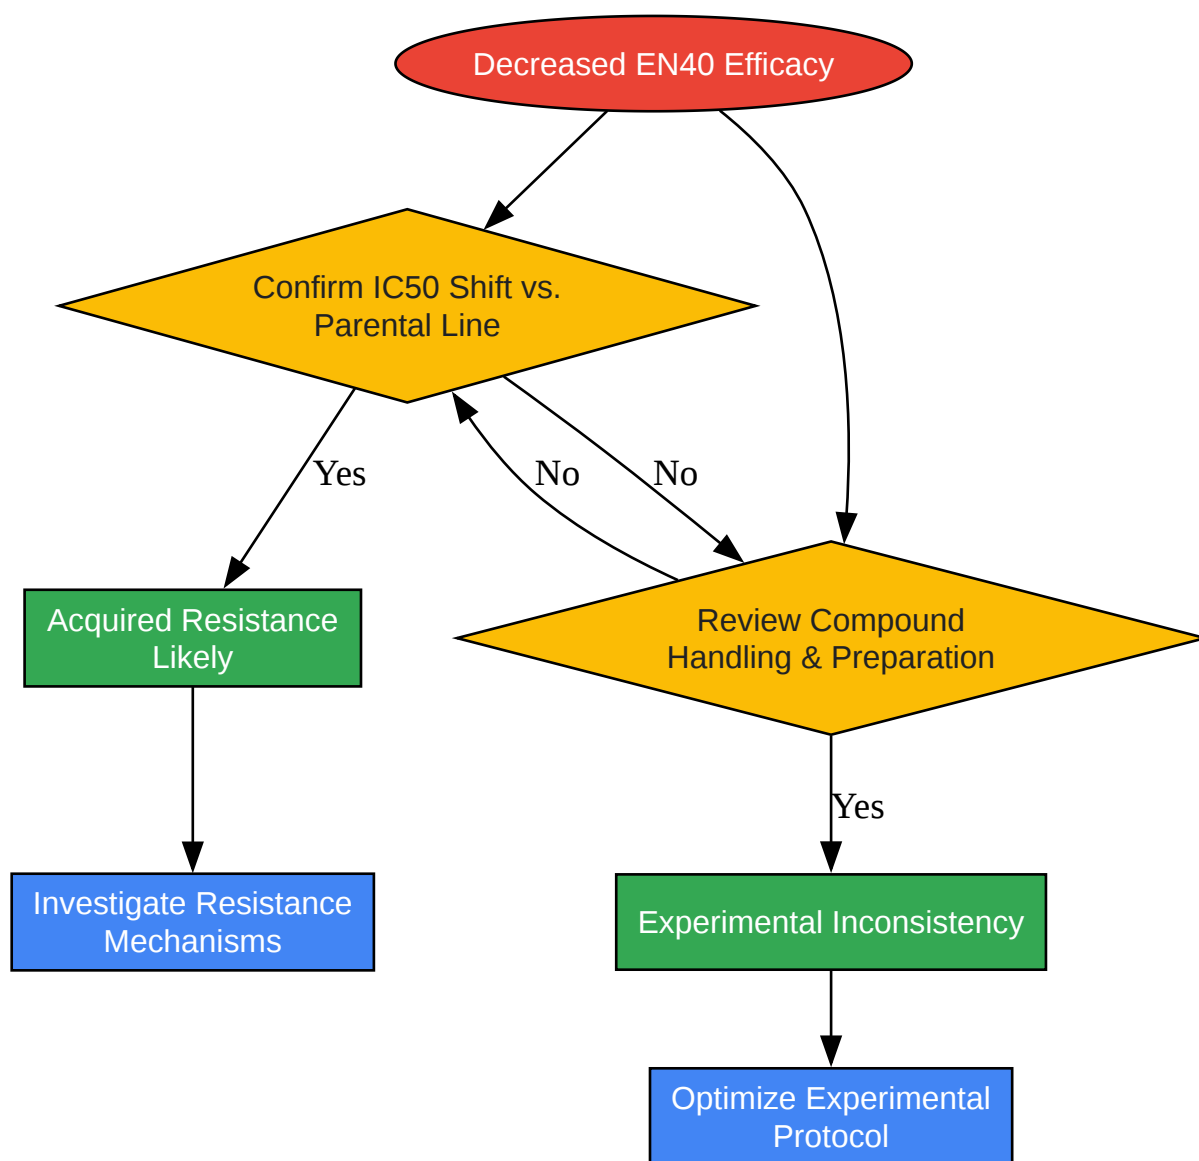 Decreased EN40 Efficacy
Confirm IC50 Shift vs.
Parental Line
Yes
No
No
Acquired Resistance
Likely
Review Compound
Handling & Preparation
Yes
Investigate Resistance
Mechanisms
Experimental Inconsistency
Optimize Experimental
Protocol